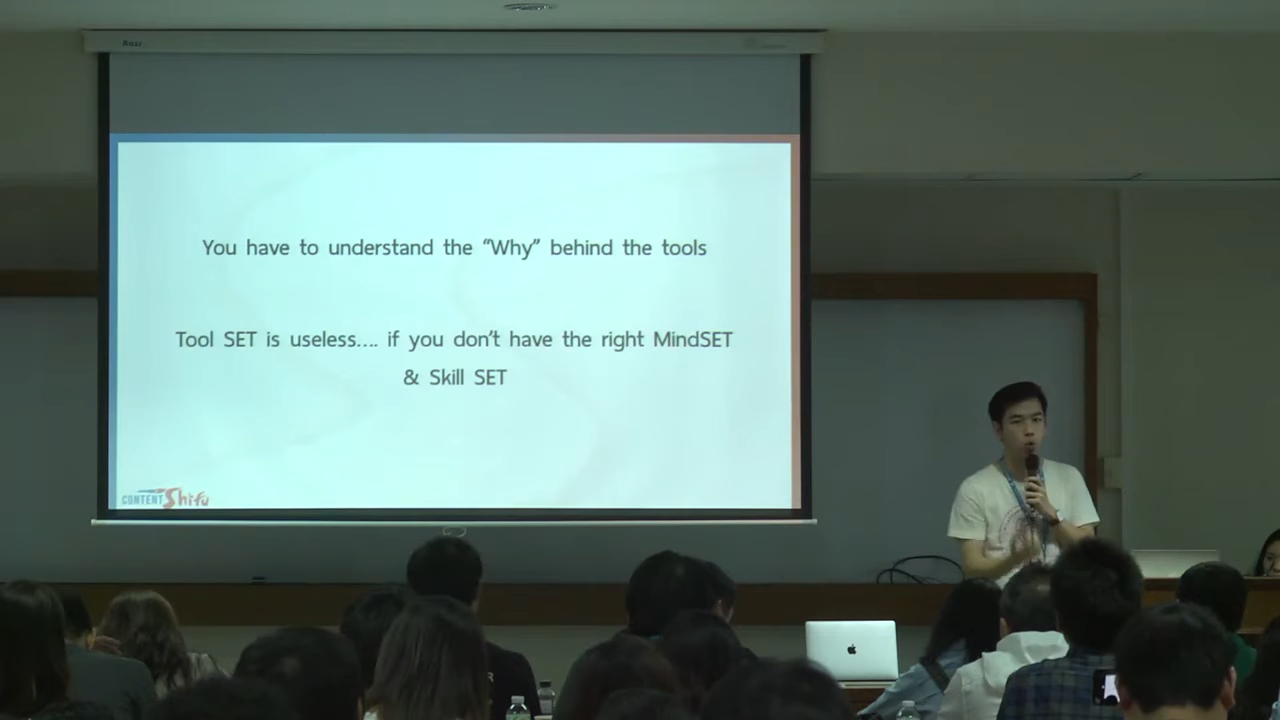 You have to understand the “Why” behind the tools
Tool SET is useless.... if you don’t have the right MindSET
& Skill SET
CONTENT Shifu